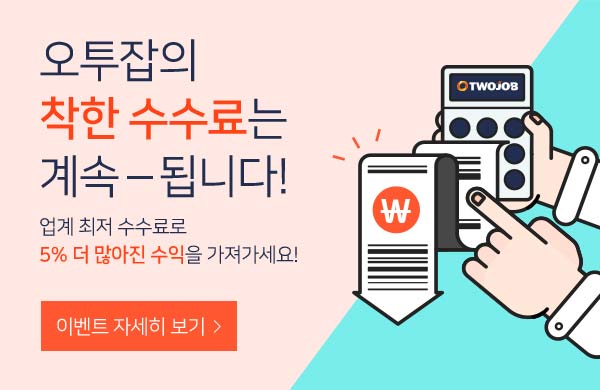 오투잡의
착한 수수료는
계속 – 됩니다!
업계 최저 수수료로
5% 더 많아진 수익을 가져가세요!
이벤트 자세히 보기 >
OTWOJOB
₩